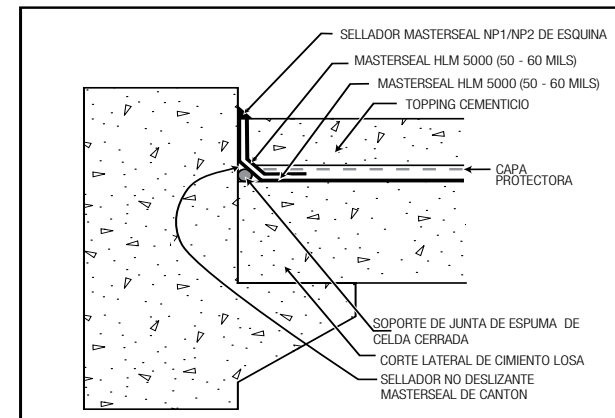 SELLADOR MASTERSEAL NP1/NP2 DE ESQUINA
MASTERSEAL HLM 5000 (50 - 60 MILS)
MASTERSEAL HLM 5000 (50 - 60 MILS)
TOPPING CEMENTICIO
CAPA
PROTECTORA
SOPORTE DE JUNTA DE ESPUMA DE
CELDA CERRADA
CORTE LATERAL DE CIMIENTO LOSA
SELLADOR NO DESLIZANTE
MASTERSEAL DE CANTON